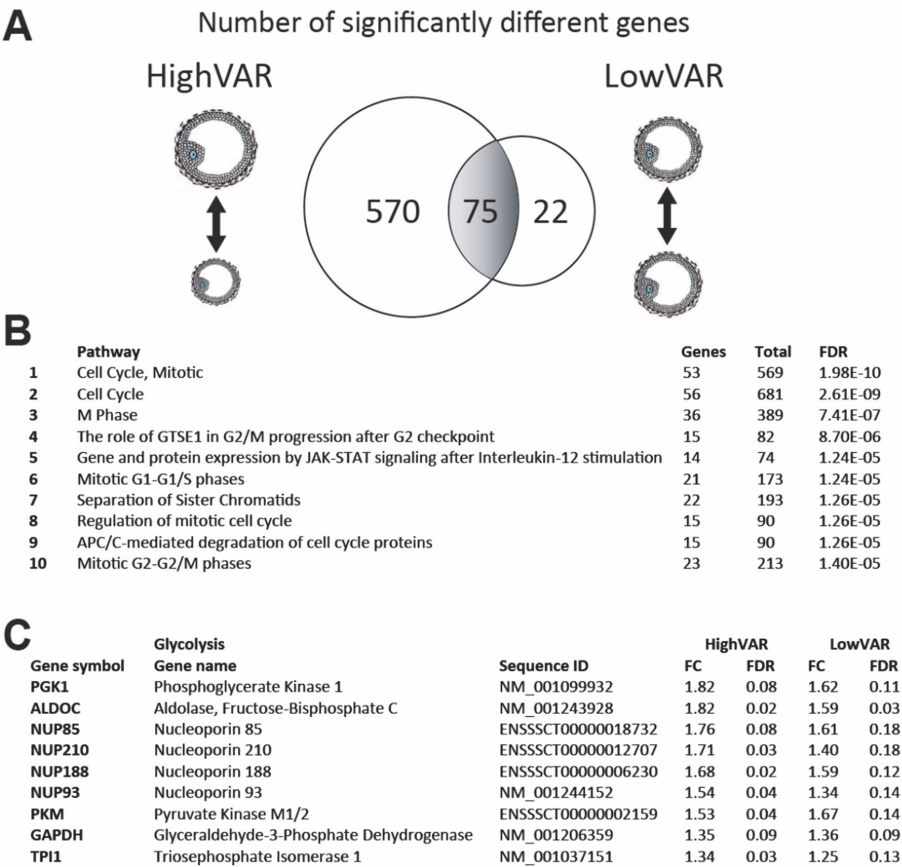 A
Number of significantly different genes
HighVAR
LowVAR
570 75 22
B
Pathway Genes Total FDR
1 Cell Cycle, Mitotic 53 569 1.98E-10
2 Cell Cycle 56 681 2.61E-09
3 M Phase 36 389 7.41E-07
4 The role of GTSE1 in G2/M progression after G2 checkpoint 15 82 8.70E-06
5 Gene and protein expression by JAK-STAT signaling after Interleukin-12 stimulation 14 74 1.24E-05
6 Mitotic G1-G1/S phases 21 173 1.24E-05
7 Separation of Sister Chromatids 22 193 1.26E-05
8 Regulation of mitotic cell cycle 15 90 1.26E-05
9 APC/C-mediated degradation of cell cycle proteins 15 90 1.26E-05
10 Mitotic G2-G2/M phases 23 213 1.40E-05
C
Glycolysis HighVAR LowVAR
Gene symbol Gene name Sequence ID FC FDR FC FDR
PGK1 Phosphoglycerate Kinase 1 NM_001099932 1.82 0.08 1.62 0.11
ALDOC Aldolase, Fructose-Bisphosphate C NM_001243928 1.82 0.02 1.59 0.03
NUP85 Nucleoporin 85 ENSSSCT00000018732 1.76 0.08 1.61 0.18
NUP210 Nucleoporin 210 ENSSSCT00000012707 1.71 0.03 1.40 0.18
NUP188 Nucleoporin 188 ENSSSCT00000006230 1.68 0.02 1.59 0.12
NUP93 Nucleoporin 93 NM_001244152 1.54 0.04 1.34 0.14
PKM Pyruvate Kinase M1/2 ENSSSCT00000002159 1.53 0.04 1.67 0.14
GAPDH Glyceraldehyde-3-Phosphate Dehydrogenase NM_001206359 1.35 0.09 1.36 0.09
TPI1 Triosephosphate Isomerase 1 NM_001037151 1.34 0.03 1.25 0.13